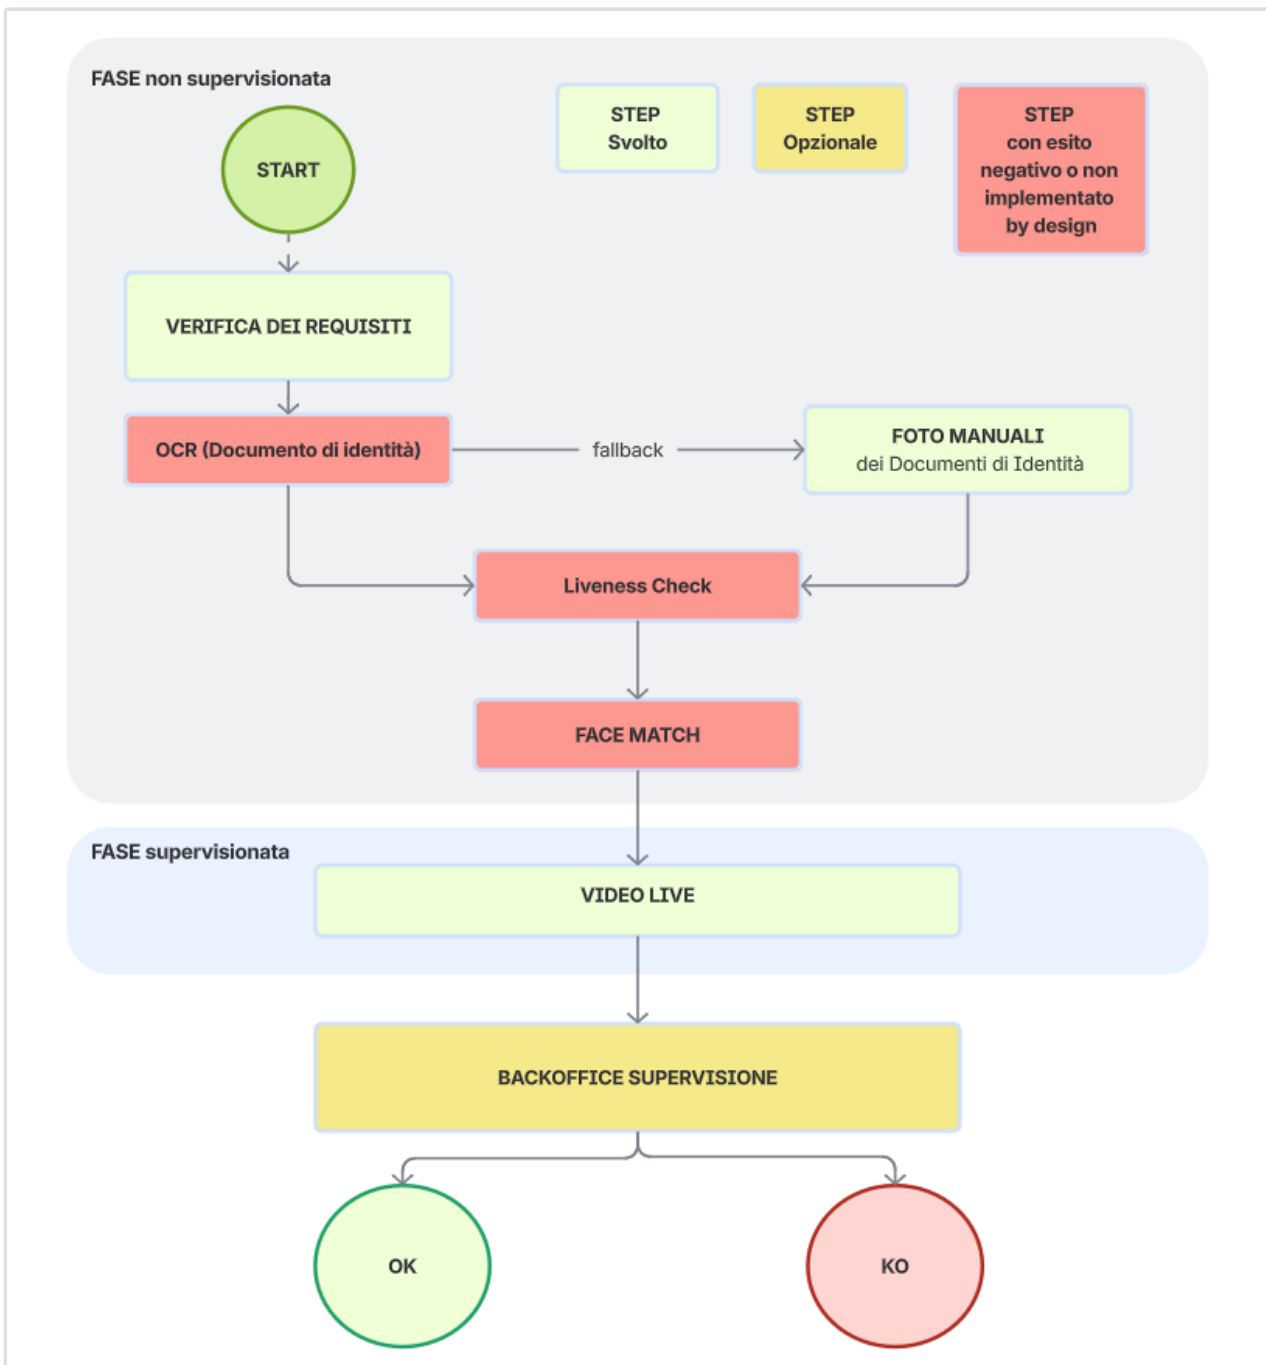 FASE non supervisionata
START
STEP
Svolto
STEP
Opzionale
STEP
con esito
negativo o non
implementato
by design
VERIFICA DEI REQUISITI
OCR (Documento di identità)
fallback
FOTO MANUALI
dei Documenti di Identità
Liveness Check
FACE MATCH
FASE supervisionata
VIDEO LIVE
BACKOFFICE SUPERVISIONE
OK
KO